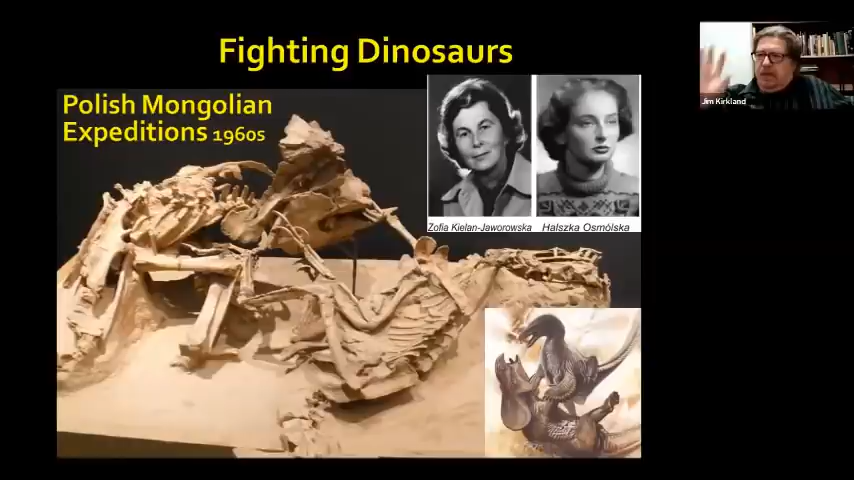 Fighting Dinosaurs
Polish Mongolian
Expeditions 1960s
Zofia Kielan-Jaworowska
Halszka Osmólska
Jim Kirkland